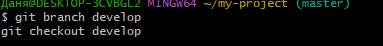 Даня@DESKTOP-3CVBGL2 MINGW64 ~/my-project (master)
$ git branch develop
git checkout develop